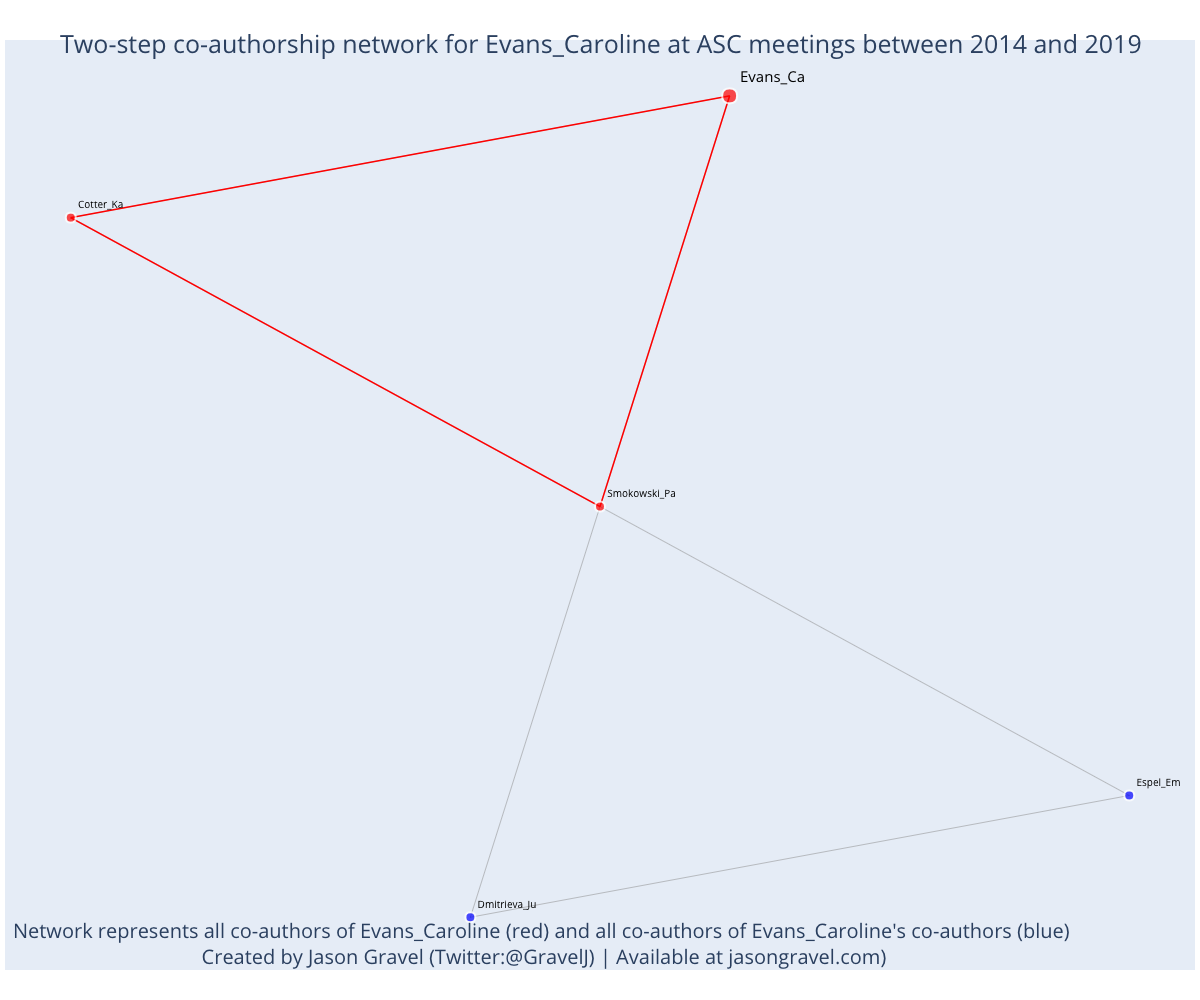 Two-step co-authorship network for Evans_Caroline at ASC meetings between 2014 and 2019
Evans_Ca
Cotter_Ka
Smokowski_Pa
Espel_Em
Dmitrieva_Ju
Network represents all co-authors of Evans_Caroline (red) and all co-authors of Evans_Caroline's co-authors (blue)
Created by Jason Gravel (Twitter:@GravelJ) | Available at jasongravel.com)